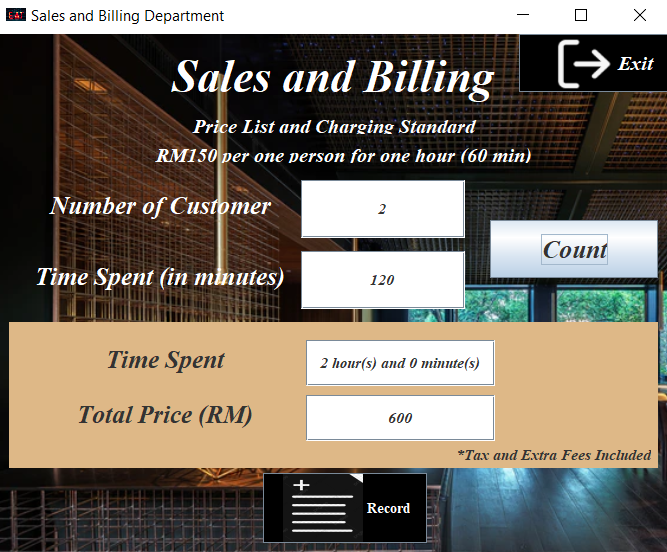 Sales and Billing Department
Exit
Sales and Billing
Price List and Charging Standard
RM150 per one person for one hour (60 min)
Number of Customer
2
Count
Time Spent (in minutes)
120
Time Spent
2 hour(s) and 0 minute(s)
Total Price (RM)
600
*Tax and Extra Fees Included
Record